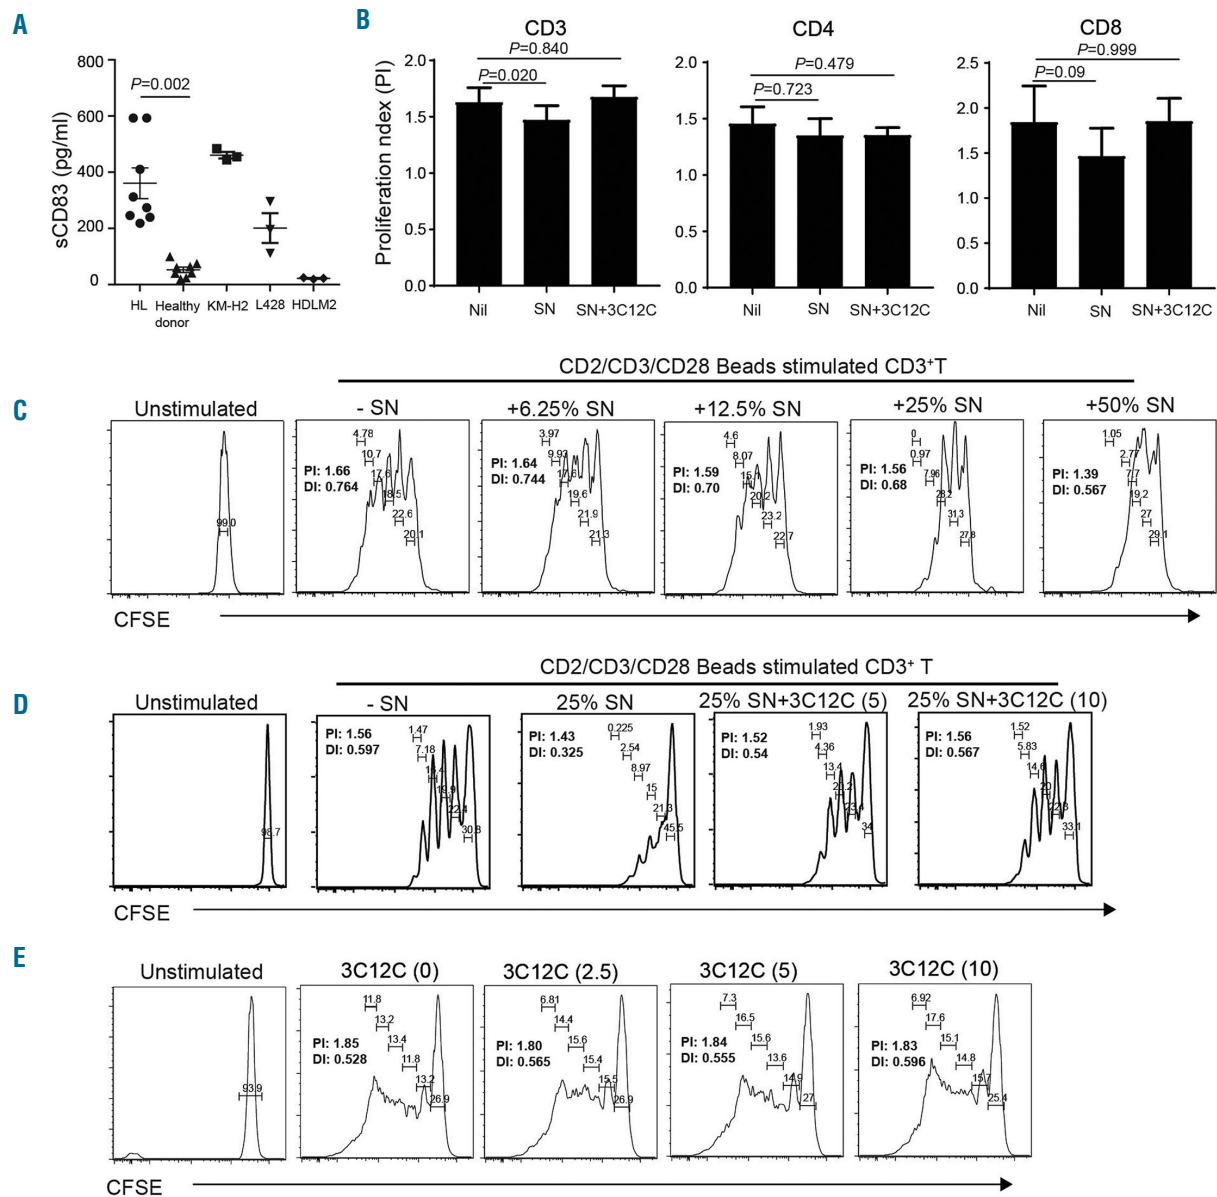 A
800
600
400
200
0
sCD83 (pg/ml)
P=0.002
HL
Healthy
donor
KM-H2
L428
HDLM2
B
CD3
P=0.840
P=0.020
2.0
1.5
1.0
0.5
0.0
Proliferation ndex (PI)
Nil
SN
SN+3C12C
CD4
P=0.479
P=0.723
2.0
1.5
1.0
0.5
0.0
Nil
SN
SN+3C12C
CD8
P=0.999
P=0.09
2.5
2.0
1.5
1.0
0.5
0.0
Nil
SN
SN+3C12C
CD2/CD3/CD28 Beads stimulated CD3⁺T
C
Unstimulated
99.0
- SN
4.78
10.7
17.6
18.5
22.6
20.1
PI: 1.66
DI: 0.764
+6.25% SN
3.97
9.93
17.6
19.6
21.9
21.3
PI: 1.64
DI: 0.744
+12.5% SN
4.6
8.07
15.1
20.2
23.2
22.7
PI: 1.59
DI: 0.70
+25% SN
0
0.97
7.96
23.2
31.3
27.8
PI: 1.56
DI: 0.68
+50% SN
1.05
2.77
7.7
19.2
27
29.1
PI: 1.39
DI: 0.567
CFSE
CD2/CD3/CD28 Beads stimulated CD3⁺ T
D
Unstimulated
98.7
- SN
PI: 1.56
DI: 0.597
1.47
7.18
18.4
19.9
22.4
30.8
25% SN
PI: 1.43
DI: 0.325
0.225
2.54
8.97
15
21.3
45.5
25% SN+3C12C (5)
PI: 1.52
DI: 0.54
1.93
4.36
13.4
23.4
34
25% SN+3C12C (10)
PI: 1.56
DI: 0.567
1.52
5.83
14.6
20
22.3
33.1
CFSE
E
Unstimulated
93.9
3C12C (0)
11.8
13.2
13.4
11.8
13.2
26.9
PI: 1.85
DI: 0.528
3C12C (2.5)
6.81
14.4
15.6
15.4
15.5
26.9
PI: 1.80
DI: 0.565
3C12C (5)
7.3
16.5
15.6
13.6
14.9
27
PI: 1.84
DI: 0.555
3C12C (10)
6.92
17.6
15.1
14.8
15.7
25.4
PI: 1.83
DI: 0.596
CFSE